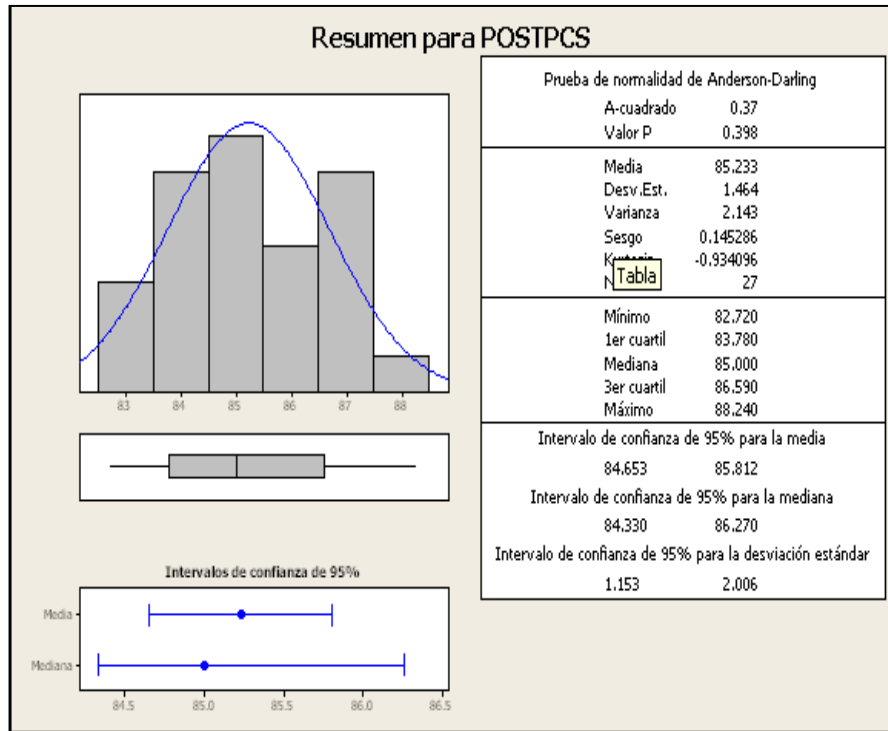 Resumen para POSTPCS
83 84 85 86 87 88
Intervalos de confianza de 95%
Media
Mediana
84.5 85.0 85.5 86.0 86.5
Prueba de normalidad de Anderson-Darling
A-cuadrado 0.37
Valor P 0.398
Media 85.233
Desv.Est. 1.464
Varianza 2.143
Sesgo 0.145286
-0.934096
Tabla
N 27
Mínimo 82.720
1er cuartil 83.780
Mediana 85.000
3er cuartil 86.590
Máximo 88.240
Intervalo de confianza de 95% para la media
84.653 85.812
Intervalo de confianza de 95% para la mediana
84.330 86.270
Intervalo de confianza de 95% para la desviación estándar
1.153 2.006